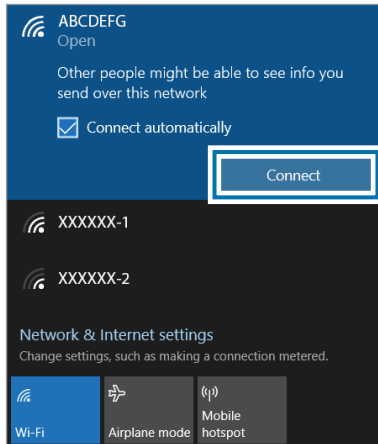 ABCDEFG
Open
Other people might be able to see info you
send over this network
Connect automatically
Connect
XXXXXX-1
XXXXXX-2
Network & Internet settings
Change settings, such as making a connection metered.
Wi-Fi
Airplane mode
Mobile
hotspot